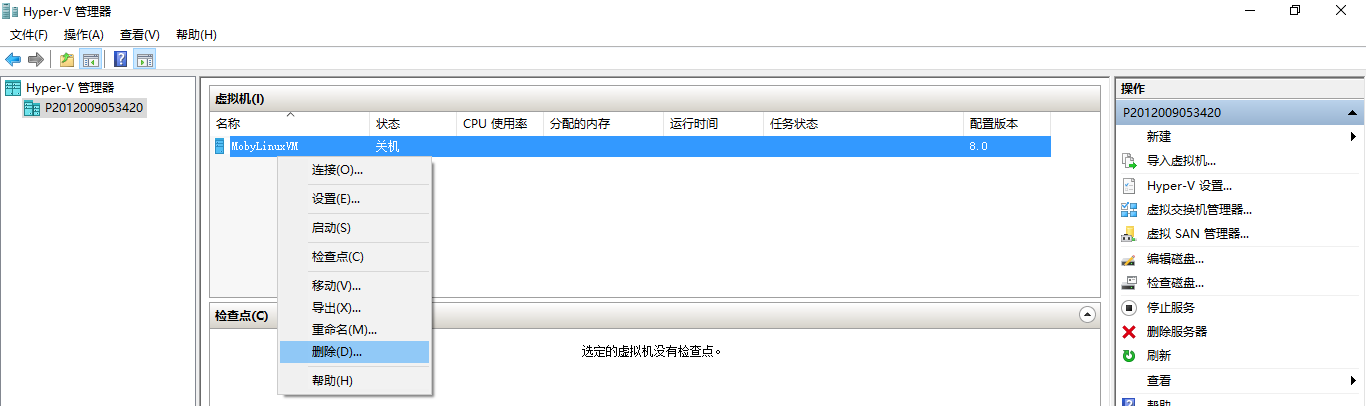 Hyper-V 管理器
文件(F) 操作(A) 查看(V) 帮助(H)
Hyper-V 管理器
P2012009053420
虚拟机(I)
名称 状态 CPU 使用率 分配的内存 运行时间 任务状态 配置版本
MobyLinuxVM 关机 8.0
连接(O)...
设置(E)...
启动(S)
检查点(C)
移动(V)...
导出(X)...
重命名(M)...
删除(D)...
帮助(H)
检查点(C)
选定的虚拟机没有检查点。
操作
P2012009053420
新建
导入虚拟机...
Hyper-V 设置...
虚拟交换机管理器...
虚拟 SAN 管理器...
编辑磁盘...
检查磁盘...
停止服务
删除服务器
刷新
查看
帮助